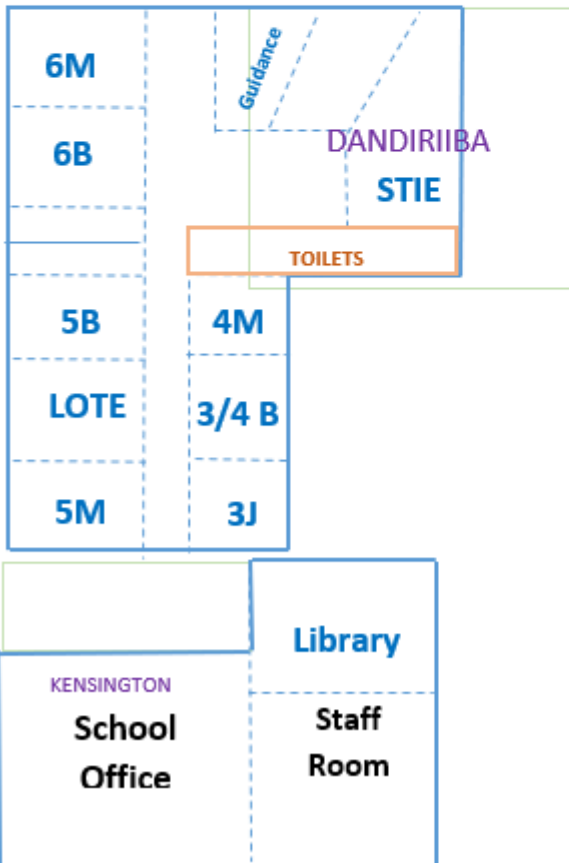 6M
Guidance
6B
DANDIRIIBA
STIE
TOILETS
5B
4M
LOTE
3/4 B
5M
3J
Library
KENSINGTON
School
Office
Staff
Room